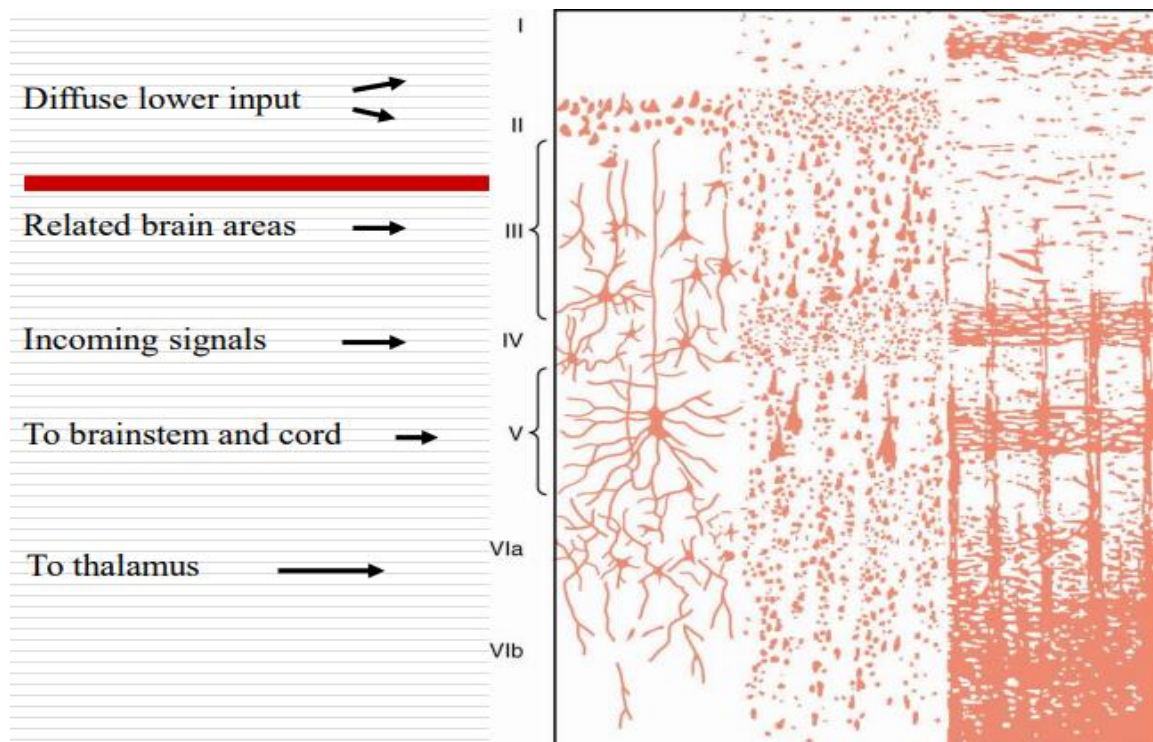 I
Diffuse lower input
II
Related brain areas
III
Incoming signals
IV
To brainstem and cord
V
VIa
To thalamus
VIb